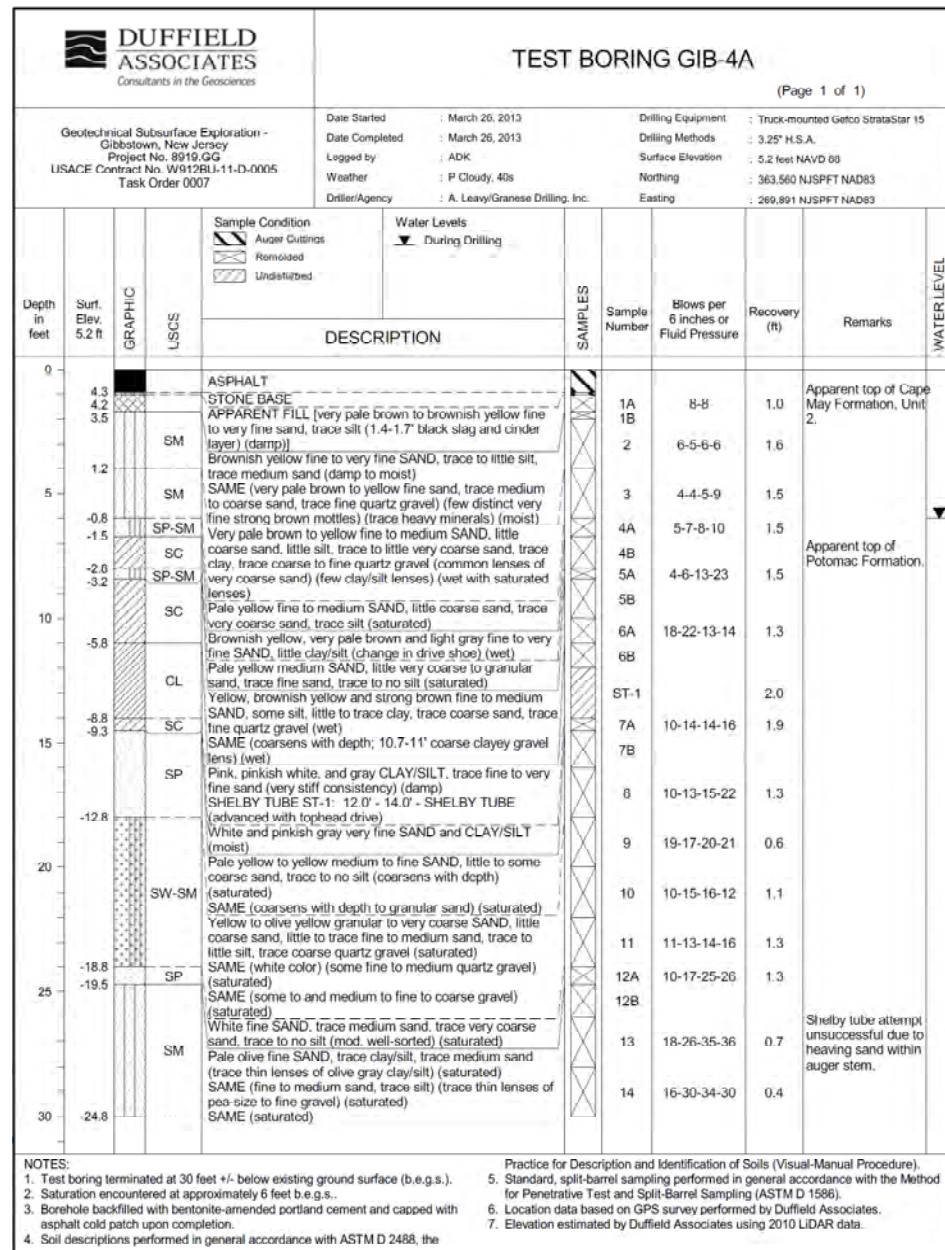 DUFFIELD
ASSOCIATES
Consultants in the Geosciences
TEST BORING GIB-4A
(Page 1 of 1)
Geotechnical Subsurface Exploration -
Gibbstown, New Jersey
Project No. 8919.GG
USACE Contract No. W912BU-11-D-0005
Task Order 0007
Date Started : March 26, 2013
Date Completed : March 26, 2013
Logged by : ADK
Weather : P Cloudy, 40s
Driller/Agency : A. Leavy/Granese Drilling, Inc.
Drilling Equipment : Truck-mounted Gefco StrataStar 15
Drilling Methods : 3.25" H.S.A.
Surface Elevation : 5.2 feet NAVD 88
Northing : 363,560 NJSPFT NAD83
Easting : 269,891 NJSPFT NAD83
Sample Condition
Auger Cuttings
Remolded
Undisturbed
Water Levels
During Drilling
Depth
in
feet
Surf.
Elev.
5.2 ft
GRAPHIC
USCS
DESCRIPTION
SAMPLES
Sample
Number
Blows per
6 inches or
Fluid Pressure
Recovery
(ft)
Remarks
WATER LEVEL
0
5
10
15
20
25
30
4.3
4.2
3.5
1.2
-0.8
-1.5
-2.8
-3.2
-5.8
-8.8
-9.3
-12.8
-18.8
-19.5
-24.8
SM
SM
SP-SM
SC
SP-SM
SC
CL
SC
SP
SW-SM
SP
SM
ASPHALT
STONE BASE
APPARENT FILL [very pale brown to brownish yellow fine
to very fine sand, trace silt (1.4-1.7' black slag and cinder
layer) (damp)]
Brownish yellow fine to very fine SAND, trace to little silt,
trace medium sand (damp to moist)
SAME (very pale brown to yellow fine sand, trace medium
to coarse sand, trace fine quartz gravel) (few distinct very
fine strong brown mottles) (trace heavy minerals) (moist)
Very pale brown to yellow fine to medium SAND, little
coarse sand, little silt, trace to little very coarse sand, trace
clay, trace coarse to fine quartz gravel (common lenses of
very coarse sand) (few clay/silt lenses) (wet with saturated
lenses)
Pale yellow fine to medium SAND, little coarse sand, trace
very coarse sand, trace silt (saturated)
Brownish yellow, very pale brown and light gray fine to very
fine SAND, little clay/silt (change in drive shoe) (wet)
Pale yellow medium SAND, little very coarse to granular
sand, trace fine sand, trace to no silt (saturated)
Yellow, brownish yellow and strong brown fine to medium
SAND, some silt, little to trace clay, trace coarse sand, trace
fine quartz gravel (wet)
SAME (coarsens with depth; 10.7-11' coarse clayey gravel
lens) (wet)
Pink, pinkish white, and gray CLAY/SILT, trace fine to very
fine sand (very stiff consistency) (damp)
SHELBY TUBE ST-1: 12.0' - 14.0' - SHELBY TUBE
(advanced with tophead drive)
White and pinkish gray very fine SAND and CLAY/SILT
(moist)
Pale yellow to yellow medium to fine SAND, little to some
coarse sand, trace to no silt (coarsens with depth)
(saturated)
SAME (coarsens with depth to granular sand) (saturated)
Yellow to olive yellow granular to very coarse SAND, little
coarse sand, little to trace fine to medium sand, trace to
little silt, trace coarse quartz gravel (saturated)
SAME (white color) (some fine to medium quartz gravel)
(saturated)
SAME (some to and medium to fine to coarse gravel)
(saturated)
White fine SAND, trace medium sand, trace very coarse
sand, trace to no silt (mod. well-sorted) (saturated)
Pale olive fine SAND, trace clay/silt, trace medium sand
(trace thin lenses of olive gray clay/silt) (saturated)
SAME (fine to medium sand, trace silt) (trace thin lenses of
pea-size to fine gravel) (saturated)
SAME (saturated)
1A 8-8 1.0
1B
2 6-5-6-6 1.6
3 4-4-5-9 1.5
4A 5-7-8-10 1.5
4B
5A 4-6-13-23 1.5
5B
6A 18-22-13-14 1.3
6B
ST-1 2.0
7A 10-14-14-16 1.9
7B
8 10-13-15-22 1.3
9 19-17-20-21 0.6
10 10-15-16-12 1.1
11 11-13-14-16 1.3
12A 10-17-25-26 1.3
12B
13 18-26-35-36 0.7
14 16-30-34-30 0.4
Apparent top of Cape
May Formation, Unit
2.
Apparent top of
Potomac Formation.
Shelby tube attempt
unsuccessful due to
heaving sand within
auger stem.
NOTES:
1. Test boring terminated at 30 feet +/- below existing ground surface (b.e.g.s.).
2. Saturation encountered at approximately 6 feet b.e.g.s..
3. Borehole backfilled with bentonite-amended portland cement and capped with
asphalt cold patch upon completion.
4. Soil descriptions performed in general accordance with ASTM D 2488, the
Practice for Description and Identification of Soils (Visual-Manual Procedure).
5. Standard, split-barrel sampling performed in general accordance with the Method
for Penetrative Test and Split-Barrel Sampling (ASTM D 1586).
6. Location data based on GPS survey performed by Duffield Associates.
7. Elevation estimated by Duffield Associates using 2010 LiDAR data.